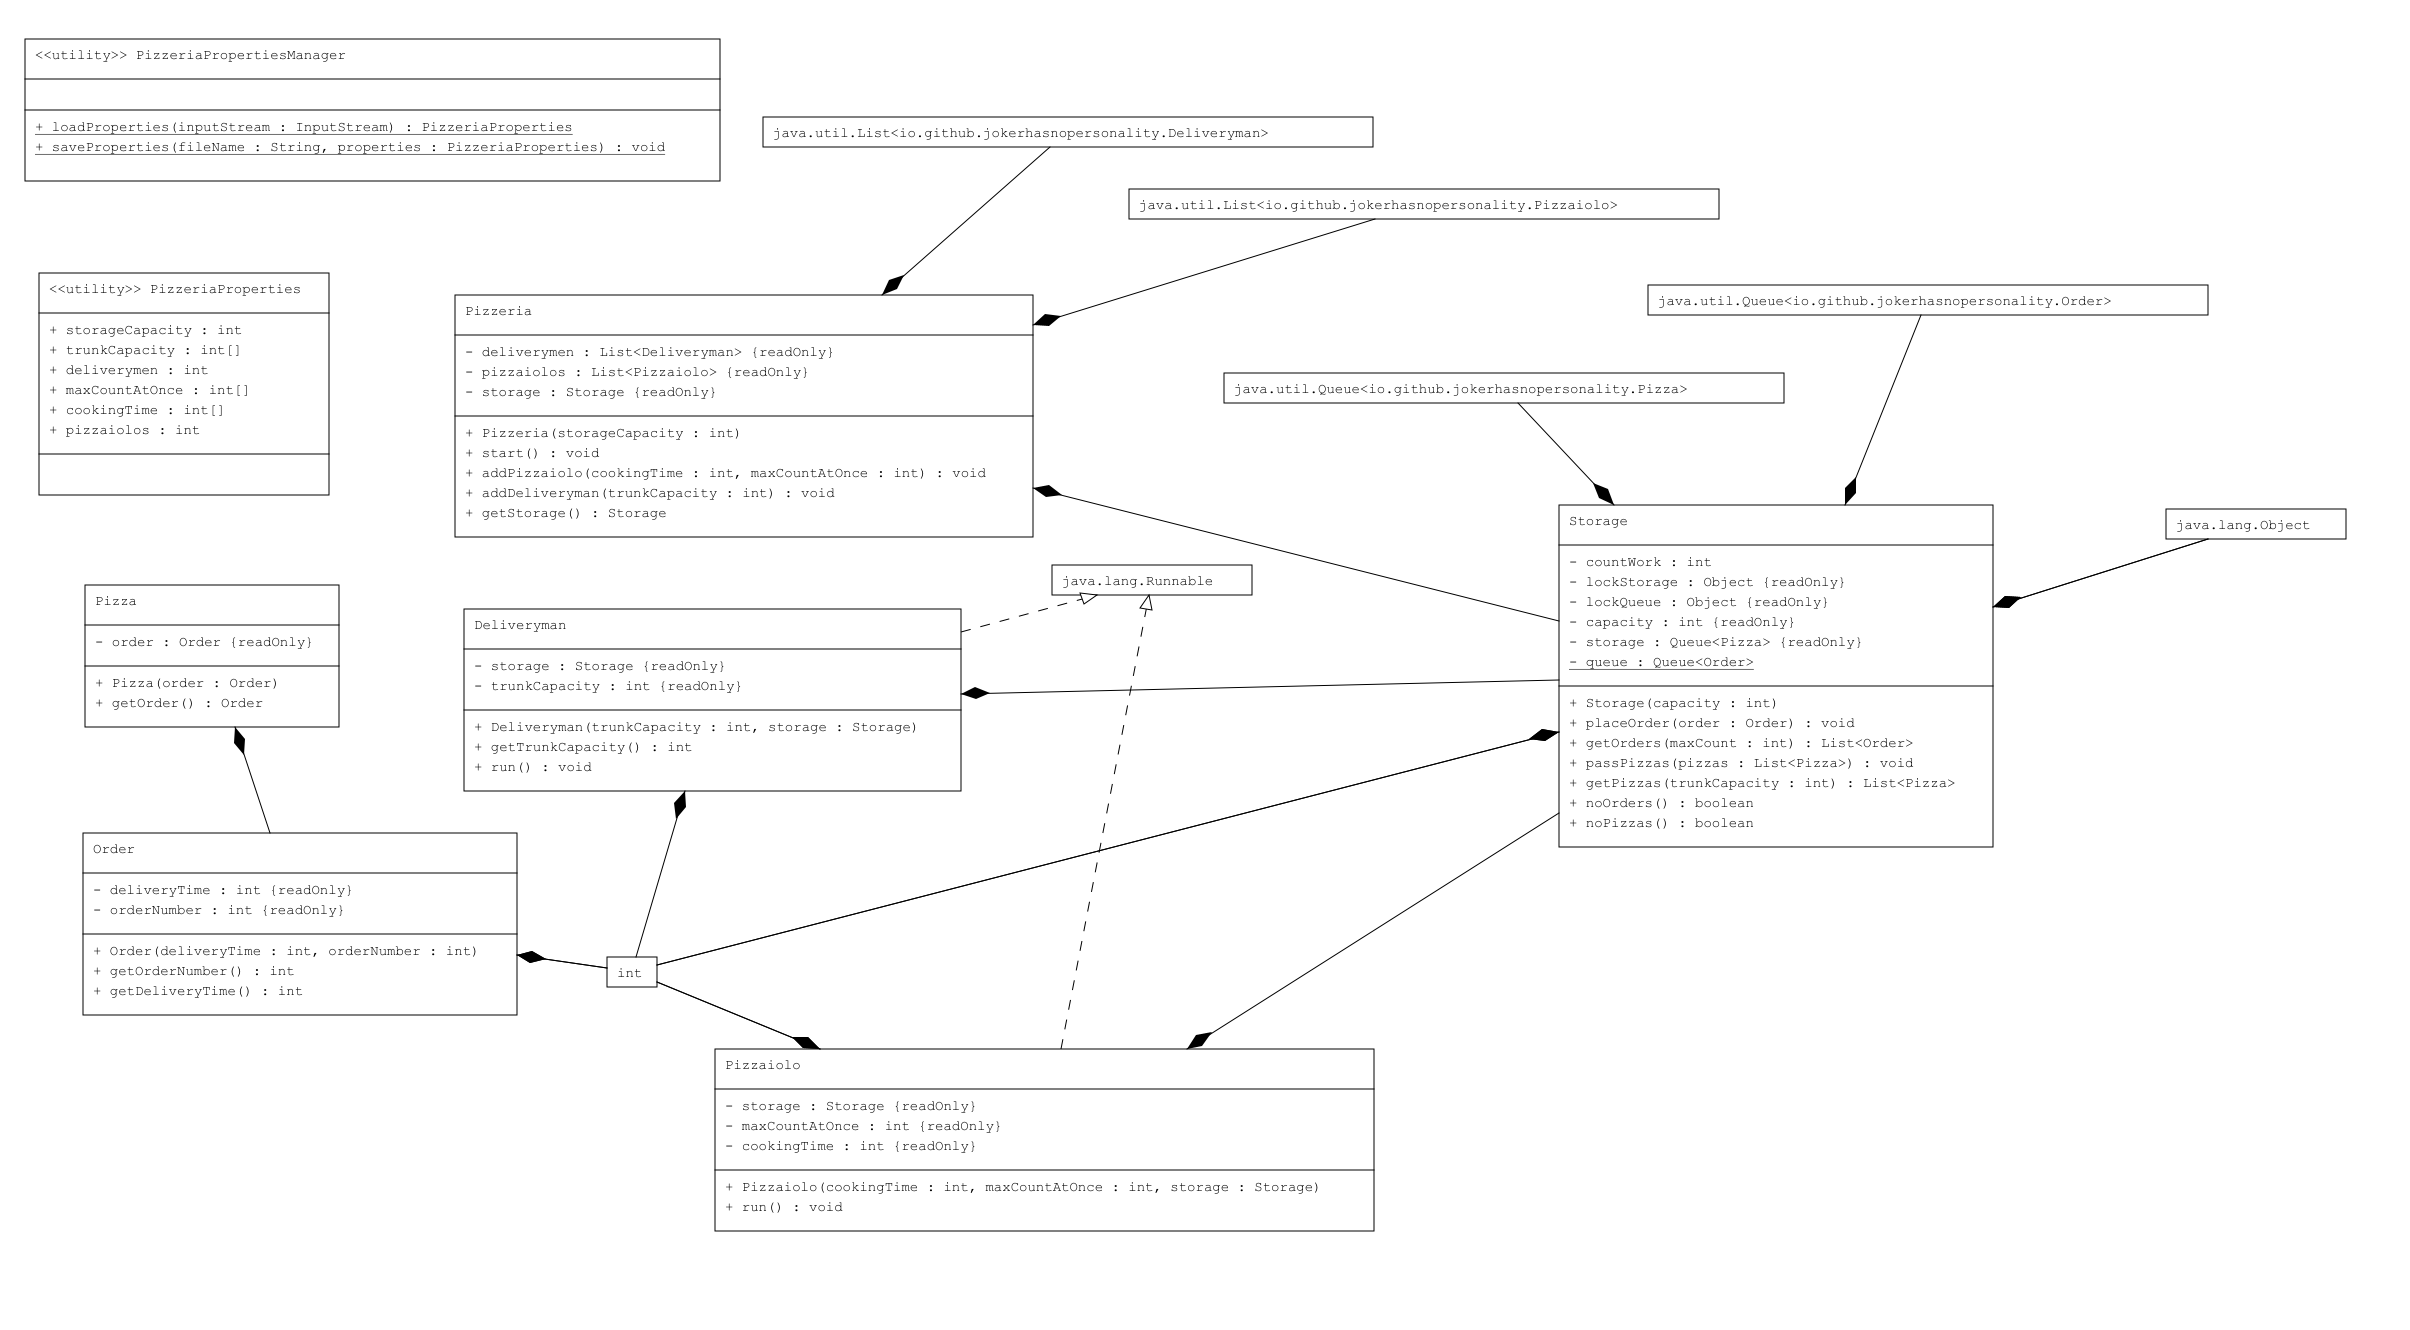 <<utility>> PizzeriaPropertiesManager
+ loadProperties(inputStream : InputStream) : PizzeriaProperties
+ saveProperties(fileName : String, properties : PizzeriaProperties) : void
java.util.List<io.github.jokerhasnopersonality.Deliveryman>
java.util.List<io.github.jokerhasnopersonality.Pizzaiolo>
<<utility>> PizzeriaProperties
+ storageCapacity : int
+ trunkCapacity : int[]
+ deliverymen : int
+ maxCountAtOnce : int[]
+ cookingTime : int[]
+ pizzaiolos : int
Pizzeria
- deliverymen : List<Deliveryman> {readOnly}
- pizzaiolos : List<Pizzaiolo> {readOnly}
- storage : Storage {readOnly}
+ Pizzeria(storageCapacity : int)
+ start() : void
+ addPizzaiolo(cookingTime : int, maxCountAtOnce : int) : void
+ addDeliveryman(trunkCapacity : int) : void
+ getStorage() : Storage
java.util.Queue<io.github.jokerhasnopersonality.Order>
java.util.Queue<io.github.jokerhasnopersonality.Pizza>
Storage
- countWork : int
- lockStorage : Object {readOnly}
- lockQueue : Object {readOnly}
- capacity : int {readOnly}
- storage : Queue<Pizza> {readOnly}
- queue : Queue<Order>
+ Storage(capacity : int)
+ placeOrder(order : Order) : void
+ getOrders(maxCount : int) : List<Order>
+ passPizzas(pizzas : List<Pizza>) : void
+ getPizzas(trunkCapacity : int) : List<Pizza>
+ noOrders() : boolean
+ noPizzas() : boolean
java.lang.Object
java.lang.Runnable
Pizza
- order : Order {readOnly}
+ Pizza(order : Order)
+ getOrder() : Order
Deliveryman
- storage : Storage {readOnly}
- trunkCapacity : int {readOnly}
+ Deliveryman(trunkCapacity : int, storage : Storage)
+ getTrunkCapacity() : int
+ run() : void
Order
- deliveryTime : int {readOnly}
- orderNumber : int {readOnly}
+ Order(deliveryTime : int, orderNumber : int)
+ getOrderNumber() : int
+ getDeliveryTime() : int
int
Pizzaiolo
- storage : Storage {readOnly}
- maxCountAtOnce : int {readOnly}
- cookingTime : int {readOnly}
+ Pizzaiolo(cookingTime : int, maxCountAtOnce : int, storage : Storage)
+ run() : void